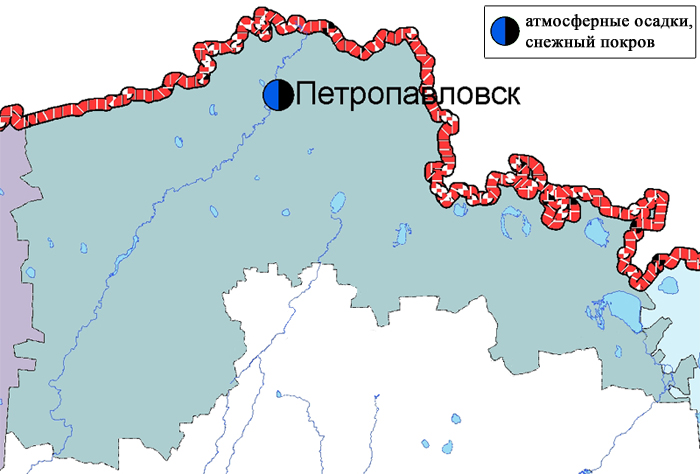 атмосферные осадки,
снежный покров
Петропавловск